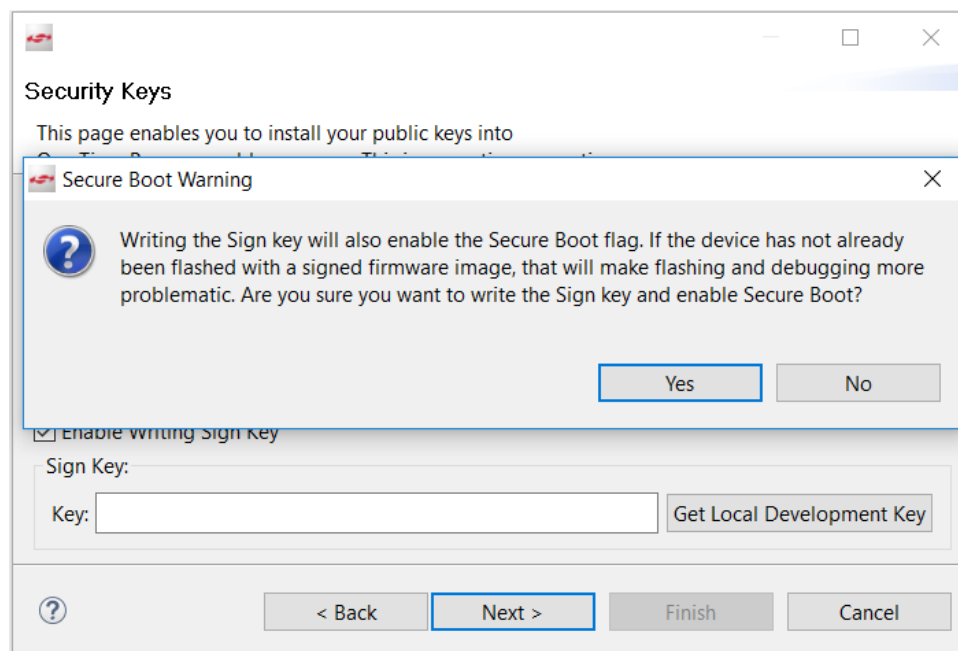 Security Keys
This page enables you to install your public keys into
Secure Boot Warning
Writing the Sign key will also enable the Secure Boot flag. If the device has not already
been flashed with a signed firmware image, that will make flashing and debugging more
problematic. Are you sure you want to write the Sign key and enable Secure Boot?
Yes
No
Enable Writing Sign Key
Sign Key:
Key:
Get Local Development Key
< Back
Next >
Finish
Cancel